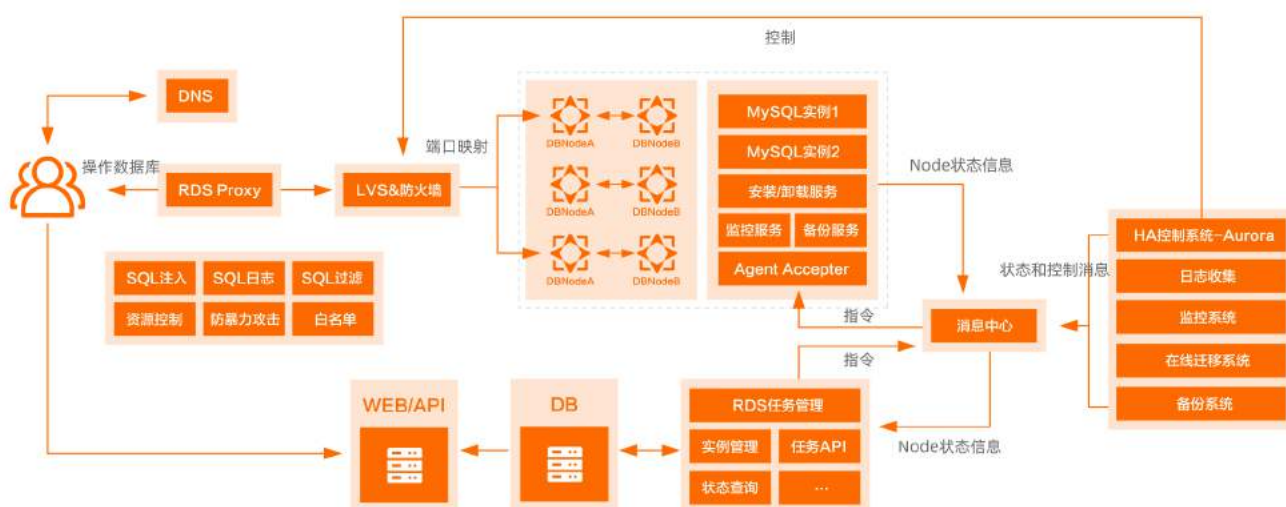 控制
DNS
操作数据库
RDS Proxy
端口映射
LVS&防火墙
DBNodeA
DBNodeB
DBNodeA
DBNodeB
DBNodeA
DBNodeB
MySQL实例1
MySQL实例2
安装/卸载服务
监控服务
备份服务
Agent Accepter
Node状态信息
HA控制系统-Aurora
状态和控制消息
日志收集
监控系统
在线迁移系统
备份系统
SQL注入
SQL日志
SQL过滤
资源控制
防暴力攻击
白名单
指令
消息中心
指令
WEB/API
DB
RDS任务管理
实例管理
任务API
状态查询
...
Node状态信息